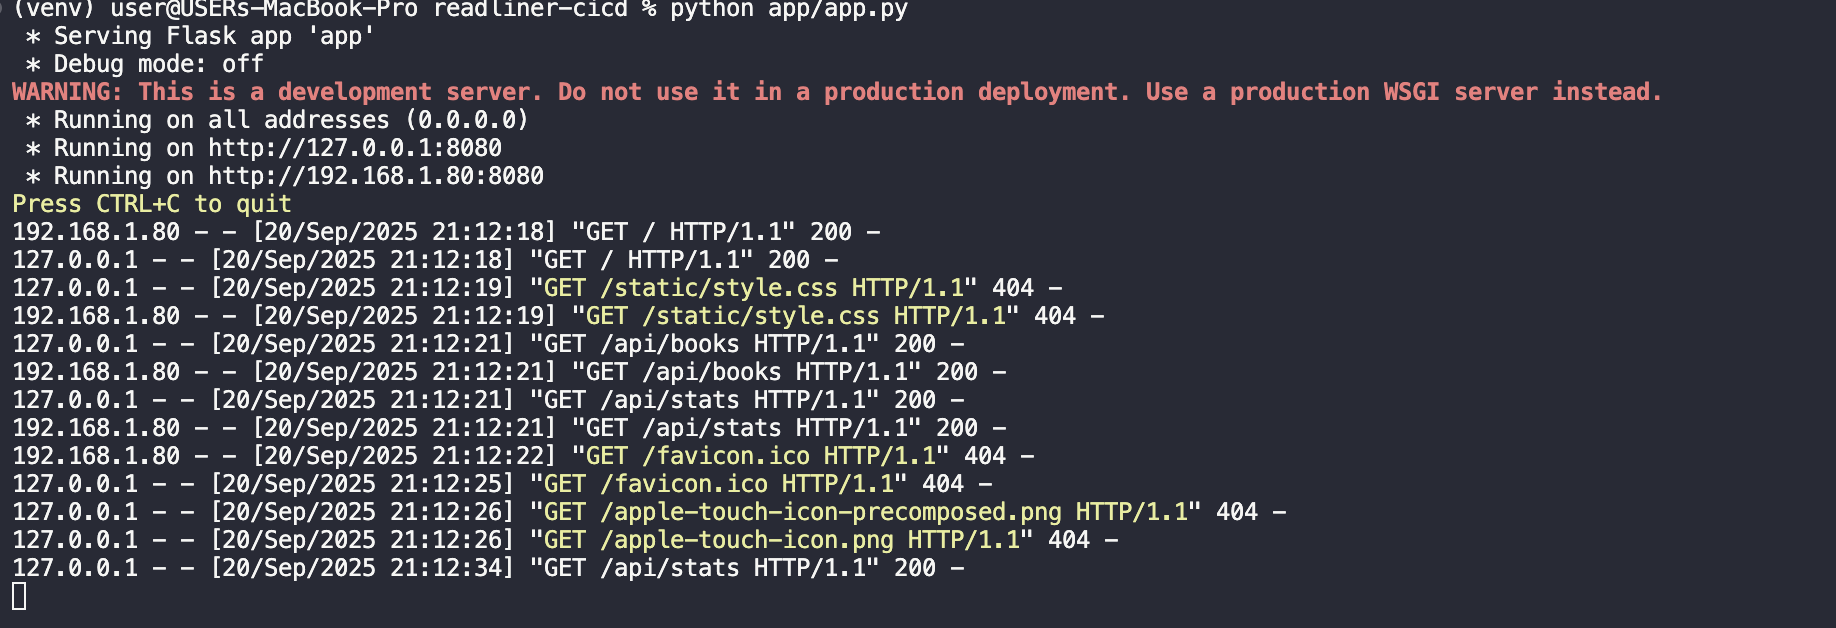 (venv) user@USERs-MacBook-Pro readliner-cicd % python app/app.py
 * Serving Flask app 'app'
 * Debug mode: off
WARNING: This is a development server. Do not use it in a production deployment. Use a production WSGI server instead.
 * Running on all addresses (0.0.0.0)
 * Running on http://127.0.0.1:8080
 * Running on http://192.168.1.80:8080
Press CTRL+C to quit
192.168.1.80 - - [20/Sep/2025 21:12:18] "GET / HTTP/1.1" 200 -
127.0.0.1 - - [20/Sep/2025 21:12:18] "GET / HTTP/1.1" 200 -
127.0.0.1 - - [20/Sep/2025 21:12:19] "GET /static/style.css HTTP/1.1" 404 -
192.168.1.80 - - [20/Sep/2025 21:12:19] "GET /static/style.css HTTP/1.1" 404 -
127.0.0.1 - - [20/Sep/2025 21:12:21] "GET /api/books HTTP/1.1" 200 -
192.168.1.80 - - [20/Sep/2025 21:12:21] "GET /api/books HTTP/1.1" 200 -
127.0.0.1 - - [20/Sep/2025 21:12:21] "GET /api/stats HTTP/1.1" 200 -
192.168.1.80 - - [20/Sep/2025 21:12:21] "GET /api/stats HTTP/1.1" 200 -
192.168.1.80 - - [20/Sep/2025 21:12:22] "GET /favicon.ico HTTP/1.1" 404 -
127.0.0.1 - - [20/Sep/2025 21:12:25] "GET /favicon.ico HTTP/1.1" 404 -
127.0.0.1 - - [20/Sep/2025 21:12:26] "GET /apple-touch-icon-precomposed.png HTTP/1.1" 404 -
127.0.0.1 - - [20/Sep/2025 21:12:26] "GET /apple-touch-icon.png HTTP/1.1" 404 -
127.0.0.1 - - [20/Sep/2025 21:12:34] "GET /api/stats HTTP/1.1" 200 -